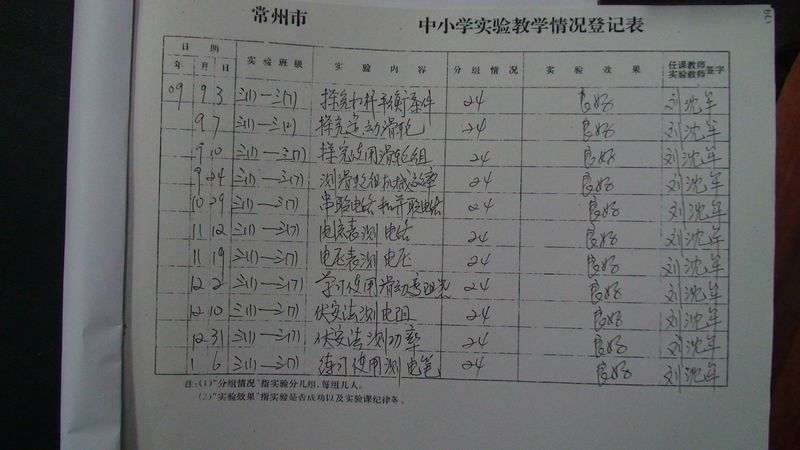 常州市 中小学实验教学情况登记表
日 期 实验班级 实验内容 分组情况 实验效果 任课教师 实验教师 签字
年 月 日
09 9 3 三(1)—三(7) 探究杠杆平衡条件 24 良好 刘 沈军
9 7 三(1)—三(2) 探究定、动滑轮 24 良好 刘 沈军
9 10 三(1)—三(7) 探究使用滑轮组 24 良好 刘 沈军
9 24 三(1)—三(7) 测滑轮组机械效率 24 良好 刘 沈军
10 29 三(1)—三(7) 串联电路和并联电路 24 良好 刘 沈军
11 12 三(1)—三(7) 电流表测电路 24 良好 刘 沈军
11 19 三(1)—三(7) 电压表测电压 24 良好 刘 沈军
12 2 三(1)—三(7) 学习使用滑动变阻器 24 良好 刘 沈军
12 10 三(1)—三(7) 伏安法测电阻 24 良好 刘 沈军
12 31 三(1)—三(7) 伏安法测功率 24 良好 刘 沈军
1 6 三(1)—三(7) 练习使用测电笔 24 良好 刘 沈军
注:(1)“分组情况”指实验分几组,每组几人。
(2)“实验效果”指实验是否成功以及实验课纪律等。